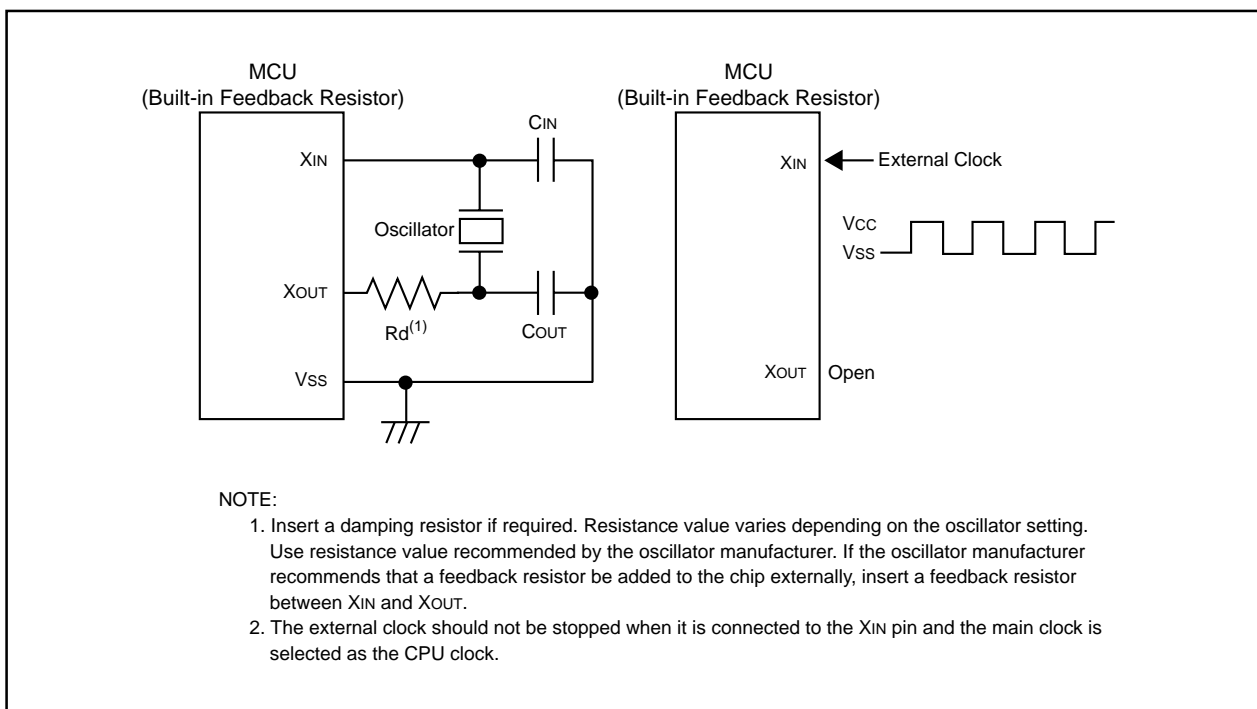 MCU
(Built-in Feedback Resistor)
XIN
CIN
Oscillator
XOUT
Rd(1)
COUT
VSS
MCU
(Built-in Feedback Resistor)
XIN
External Clock
VCC
VSS
XOUT
Open
NOTE:
1. Insert a damping resistor if required. Resistance value varies depending on the oscillator setting.
Use resistance value recommended by the oscillator manufacturer. If the oscillator manufacturer
recommends that a feedback resistor be added to the chip externally, insert a feedback resistor
between XIN and XOUT.
2. The external clock should not be stopped when it is connected to the XIN pin and the main clock is
selected as the CPU clock.